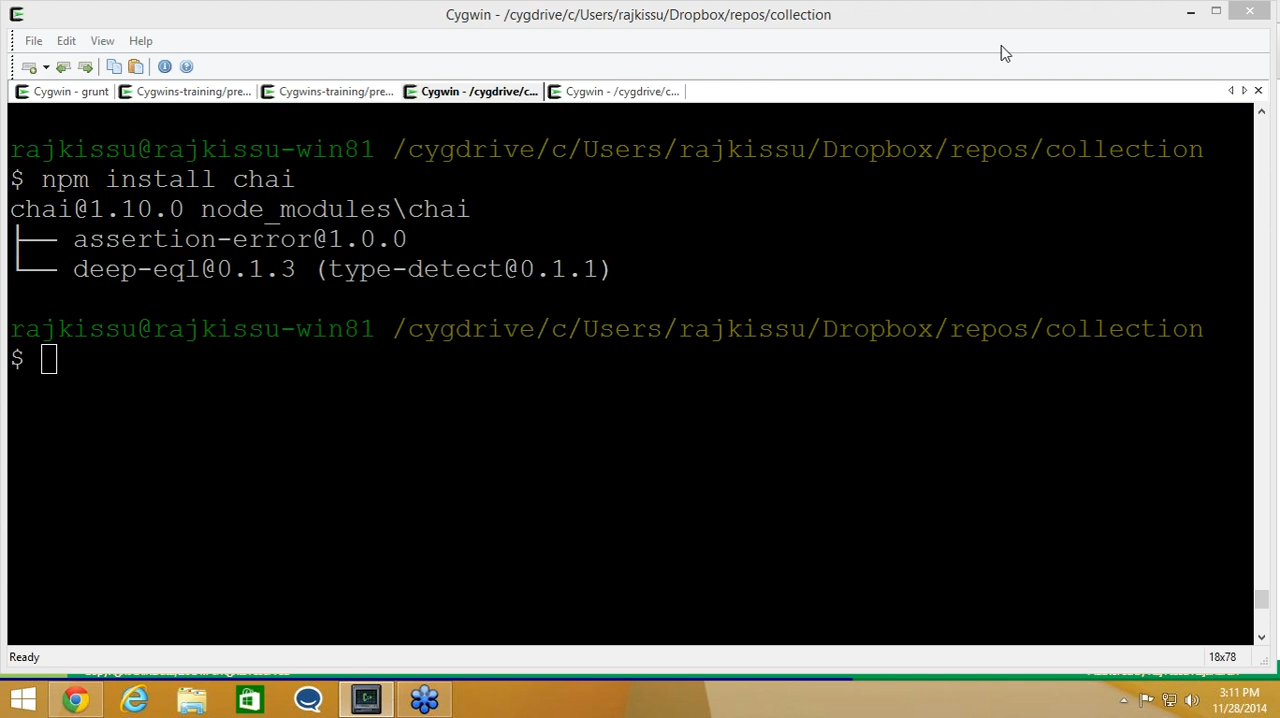 Cygwin - /cygdrive/c/Users/rajkissu/Dropbox/repos/collection
File Edit View Help
Cygwin - grunt Cygwins-training/pre... Cygwins-training/pre... Cygwin - /cygdrive/c... Cygwin - /cygdrive/c...
rajkissu@rajkissu-win81 /cygdrive/c/Users/rajkissu/Dropbox/repos/collection
$ npm install chai
chai@1.10.0 node_modules\chai
├── assertion-error@1.0.0
└── deep-eql@0.1.3 (type-detect@0.1.1)
rajkissu@rajkissu-win81 /cygdrive/c/Users/rajkissu/Dropbox/repos/collection
$
Ready 18x78
3:11 PM
11/28/2014